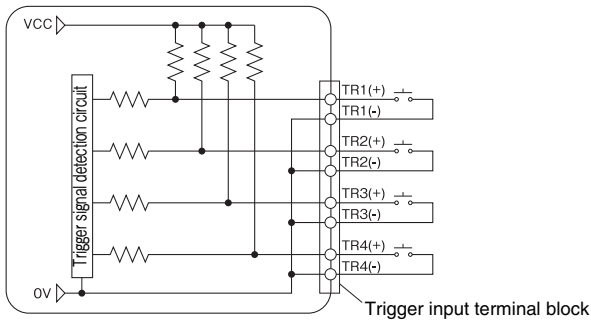 VCC
Trigger signal detection circuit
TR1(+)
TR1(-)
TR2(+)
TR2(-)
TR3(+)
TR3(-)
TR4(+)
TR4(-)
0V
Trigger input terminal block